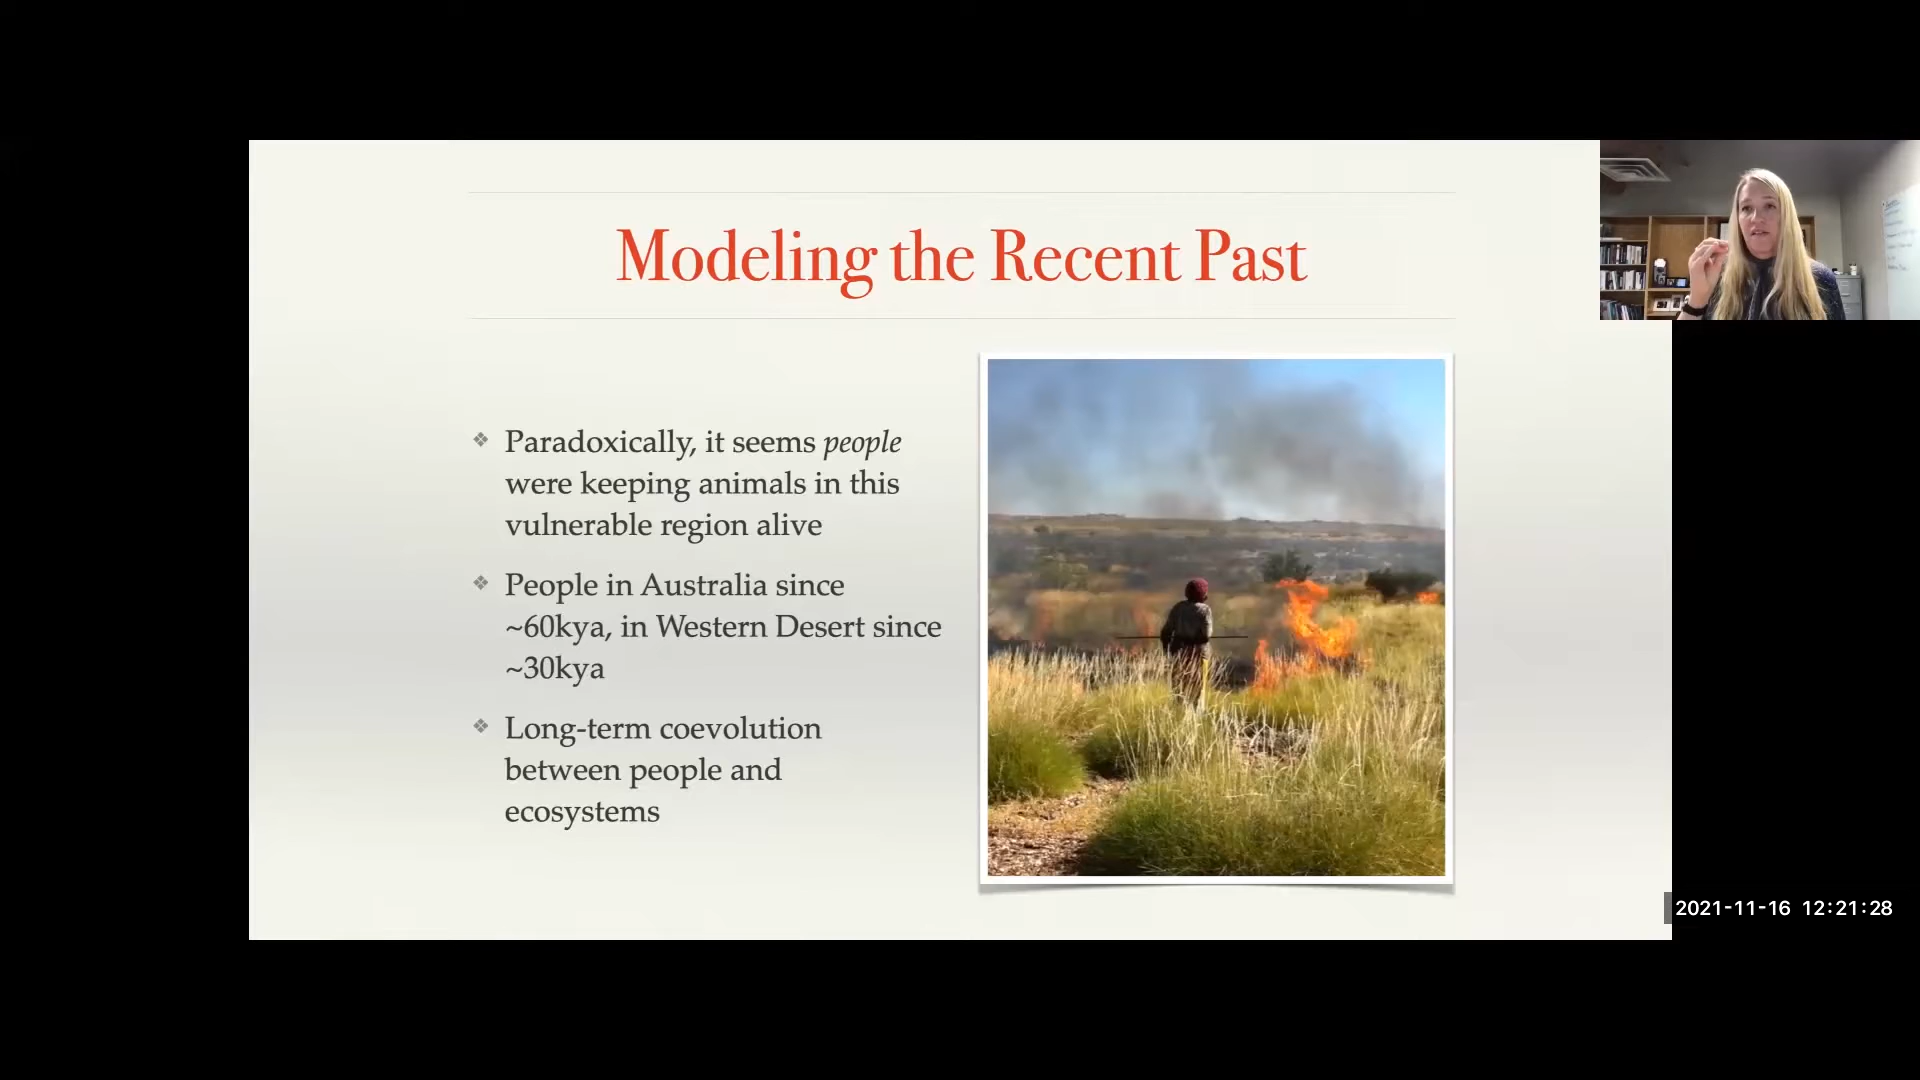 Modeling the Recent Past
❖ Paradoxically, it seems people
were keeping animals in this
vulnerable region alive
❖ People in Australia since
~60kya, in Western Desert since
~30kya
❖ Long-term coevolution
between people and
ecosystems
2021-11-16 12:21:28